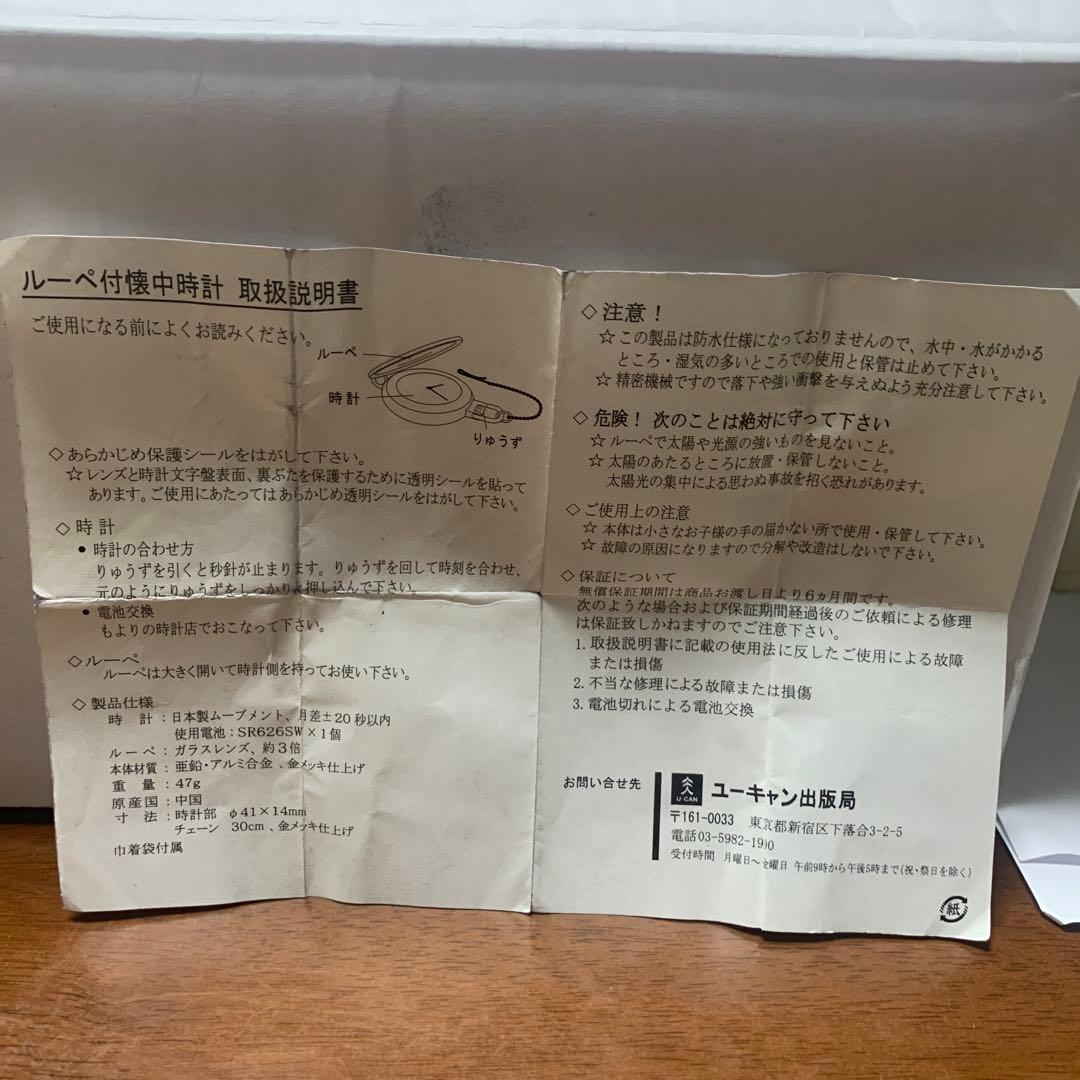 ルーペ付懐中時計 取扱説明書
ご使用になる前によくお読みください。
ルーペ
時計
りゅうず
◇あらかじめ保護シールをはがして下さい。
☆レンズと時計文字盤表面、裏ぶたを保護するために透明シールを貼って
あります。ご使用にあたってはあらかじめ透明シールをはがして下さい。
◇時計
● 時計の合わせ方
りゅうずを引くと秒針が止まります。りゅうずを回して時刻を合わせ、
元のようにりゅうずをしっかりと押し込んで下さい。
● 電池交換
もよりの時計店でおこなって下さい。
◇ルーペ
ルーペは大きく開いて時計側を持ってお使い下さい。
◇製品仕様
時 計:日本製ムーブメント、月差±20秒以内
使用電池:SR626SW×1個
ルーペ:ガラスレンズ、約3倍
本体材質:亜鉛・アルミ合金、金メッキ仕上げ
重 量:47g
原産国:中国
寸 法:時計部 φ41×14mm
チェーン 30cm、金メッキ仕上げ
巾着袋付属
◇注意!
☆この製品は防水仕様になっておりませんので、水中・水がかかる
ところ・湿気の多いところでの使用と保管は止めて下さい。
☆精密機械ですので落下や強い衝撃を与えぬよう充分注意して下さい。
◇危険! 次のことは絶対に守って下さい
☆ルーペで太陽や光源の強いものを見ないこと。
☆太陽のあたるところに放置・保管しないこと。
太陽光の集中による思わぬ事故を招く恐れがあります。
◇ご使用上の注意
☆本体は小さなお子様の手の届かない所で使用・保管して下さい。
☆故障の原因になりますので分解や改造はしないで下さい。
◇保証について
無償保証期間は商品お渡し日より6ヵ月間です。
次のような場合および保証期間経過後のご依頼による修理
は保証致しかねますのでご注意下さい。
1. 取扱説明書に記載の使用法に反したご使用による故障
または損傷
2. 不当な修理による故障または損傷
3. 電池切れによる電池交換
お問い合せ先
U-CAN
ユーキャン出版局
〒161-0033 東京都新宿区下落合3-2-5
電話03-5982-1910
受付時間 月曜日〜金曜日 午前9時から午後5時まで(祝・祭日を除く)
紙